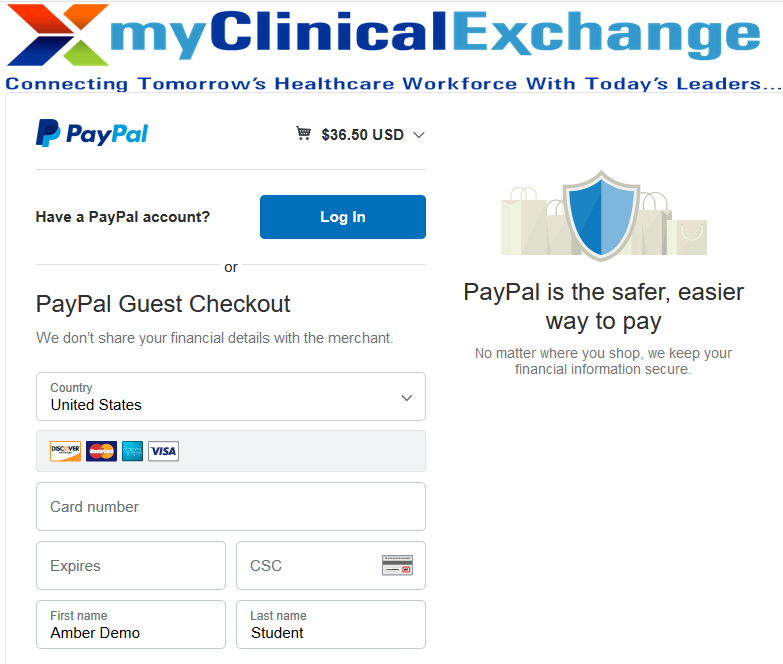 myClinicalExchange
Connecting Tomorrow's Healthcare Workforce With Today's Leaders...
PayPal
$36.50 USD
Have a PayPal account?
Log In
or
PayPal Guest Checkout
We don't share your financial details with the merchant.
Country
United States
DISCOVER
MasterCard
VISA
Card number
Expires
CSC
First name
Amber Demo
Last name
Student
PayPal is the safer, easier
way to pay
No matter where you shop, we keep your
financial information secure.